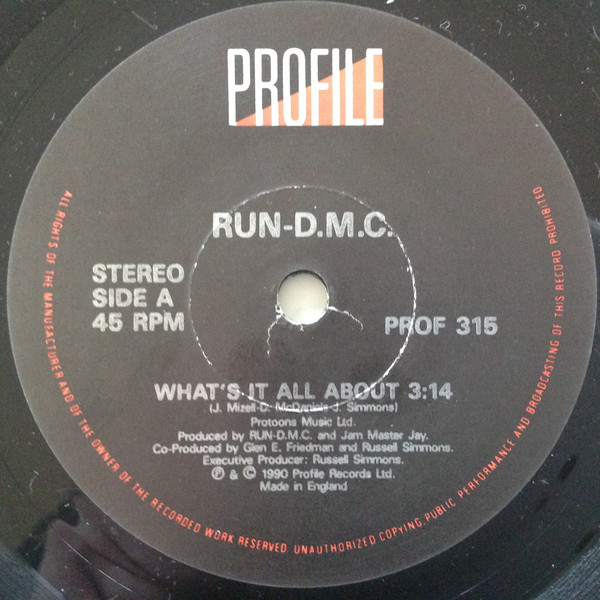 PROFILE
RUN-D.M.C.
STEREO
SIDE A
45 RPM
PROF 315
WHAT'S IT ALL ABOUT 3:14
(J. Mizell-D. McDaniels-J. Simmons)
Protoons Music Ltd.
Produced by RUN-D.M.C. and Jam Master Jay.
Co-Produced by Glen E. Friedman and Russell Simmons.
Executive Producer: Russell Simmons.
℗ & © 1990 Profile Records Ltd.
Made in England
ALL RIGHTS OF THE MANUFACTURER AND OF THE OWNER OF THE RECORDED WORK RESERVED. UNAUTHORIZED COPYING, PUBLIC PERFORMANCE AND BROADCASTING OF THIS RECORD PROHIBITED